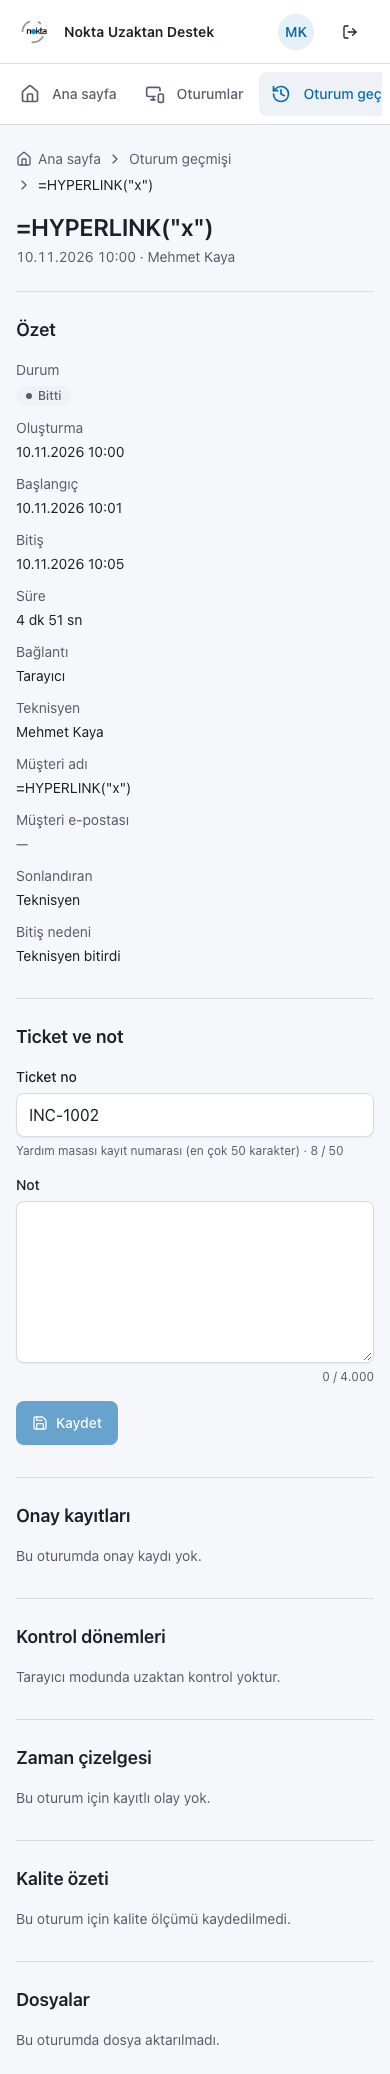 nokta
Nokta Uzaktan Destek
MK
Ana sayfa
Oturumlar
Oturum geç
Ana sayfa > Oturum geçmişi
> =HYPERLINK("x")
=HYPERLINK("x")
10.11.2026 10:00 · Mehmet Kaya
Özet
Durum
Bitti
Oluşturma
10.11.2026 10:00
Başlangıç
10.11.2026 10:01
Bitiş
10.11.2026 10:05
Süre
4 dk 51 sn
Bağlantı
Tarayıcı
Teknisyen
Mehmet Kaya
Müşteri adı
=HYPERLINK("x")
Müşteri e-postası
—
Sonlandıran
Teknisyen
Bitiş nedeni
Teknisyen bitirdi
Ticket ve not
Ticket no
INC-1002
Yardım masası kayıt numarası (en çok 50 karakter) · 8 / 50
Not
0 / 4.000
Kaydet
Onay kayıtları
Bu oturumda onay kaydı yok.
Kontrol dönemleri
Tarayıcı modunda uzaktan kontrol yoktur.
Zaman çizelgesi
Bu oturum için kayıtlı olay yok.
Kalite özeti
Bu oturum için kalite ölçümü kaydedilmedi.
Dosyalar
Bu oturumda dosya aktarılmadı.